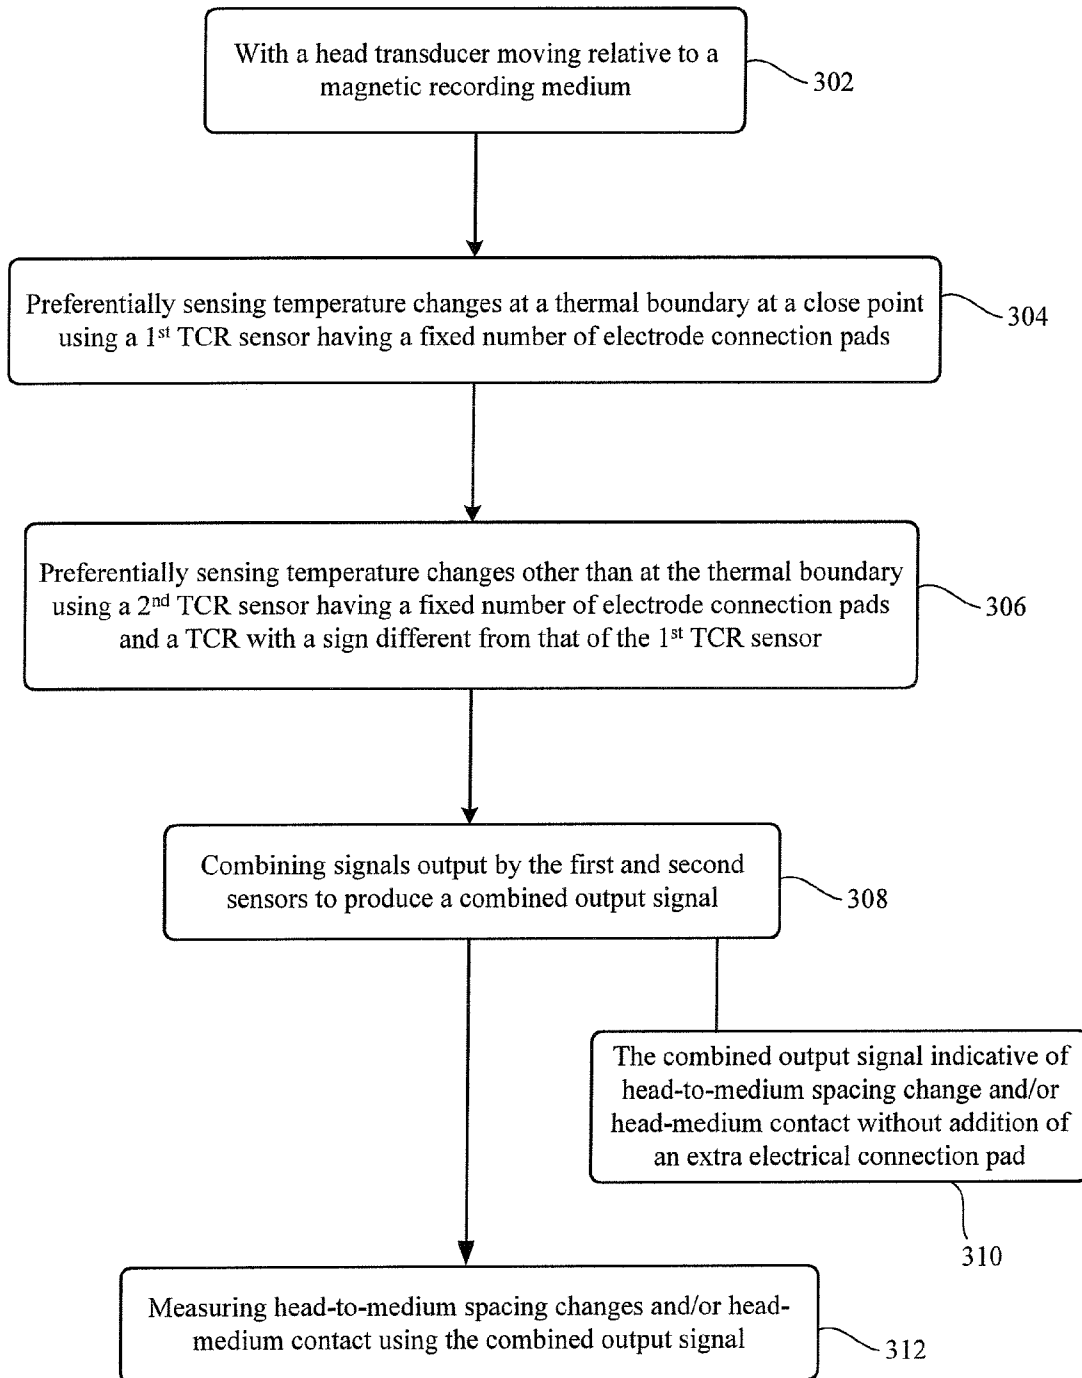 With a head transducer moving relative to a
magnetic recording medium
302
Preferentially sensing temperature changes at a thermal boundary at a close point
using a 1st TCR sensor having a fixed number of electrode connection pads
304
Preferentially sensing temperature changes other than at the thermal boundary
using a 2nd TCR sensor having a fixed number of electrode connection pads
and a TCR with a sign different from that of the 1st TCR sensor
306
Combining signals output by the first and second
sensors to produce a combined output signal
308
The combined output signal indicative of
head-to-medium spacing change and/or
head-medium contact without addition of
an extra electrical connection pad
310
Measuring head-to-medium spacing changes and/or head-
medium contact using the combined output signal
312